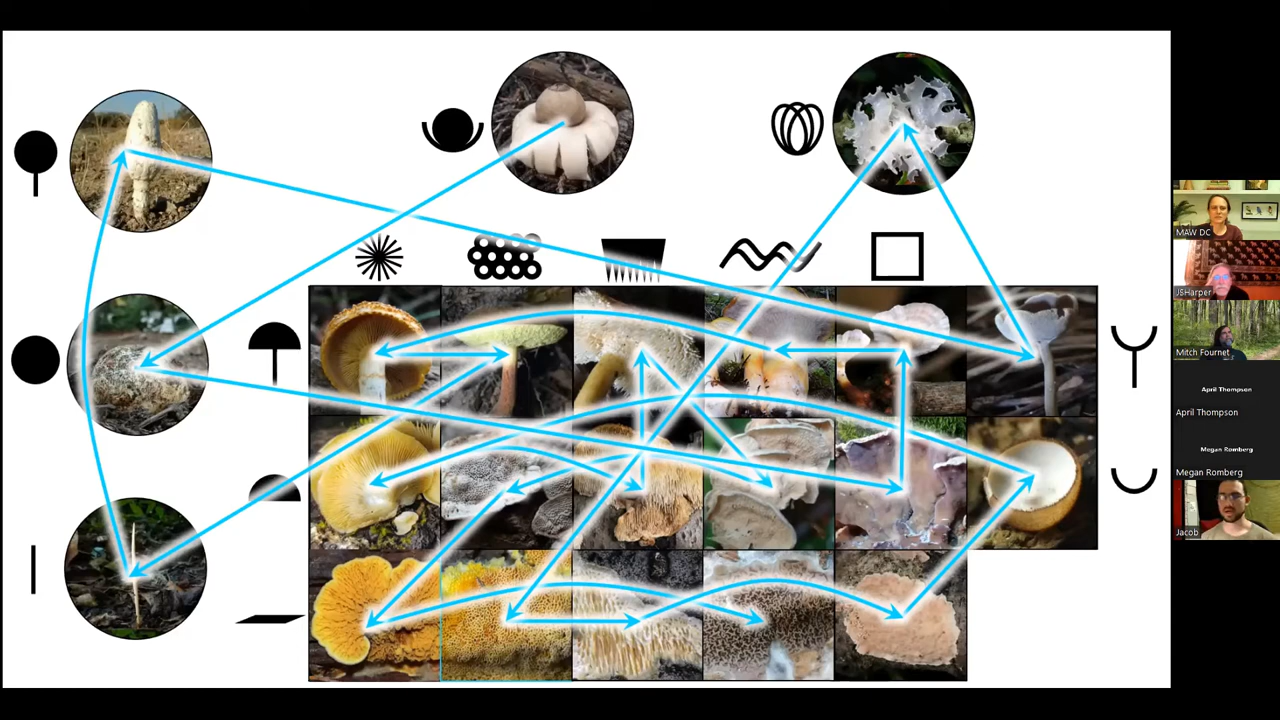 MAW DC
JSHarper
Mitch Fournet
April Thompson
April Thompson
Megan Romberg
Megan Romberg
Jacob